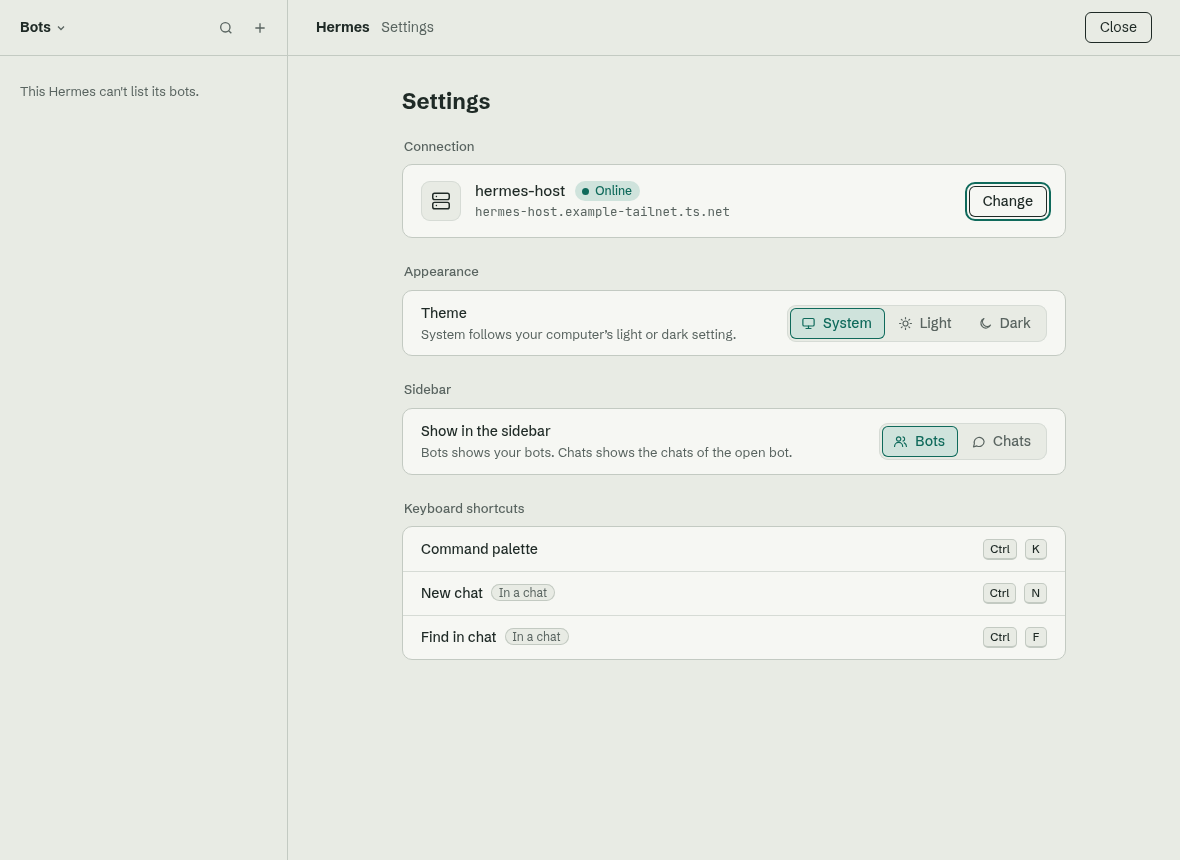 Bots
Hermes Settings
Close
This Hermes can't list its bots.
Settings
Connection
hermes-host Online
hermes-host.example-tailnet.ts.net
Change
Appearance
Theme
System follows your computer's light or dark setting.
System Light Dark
Sidebar
Show in the sidebar
Bots shows your bots. Chats shows the chats of the open bot.
Bots Chats
Keyboard shortcuts
Command palette Ctrl K
New chat In a chat Ctrl N
Find in chat In a chat Ctrl F